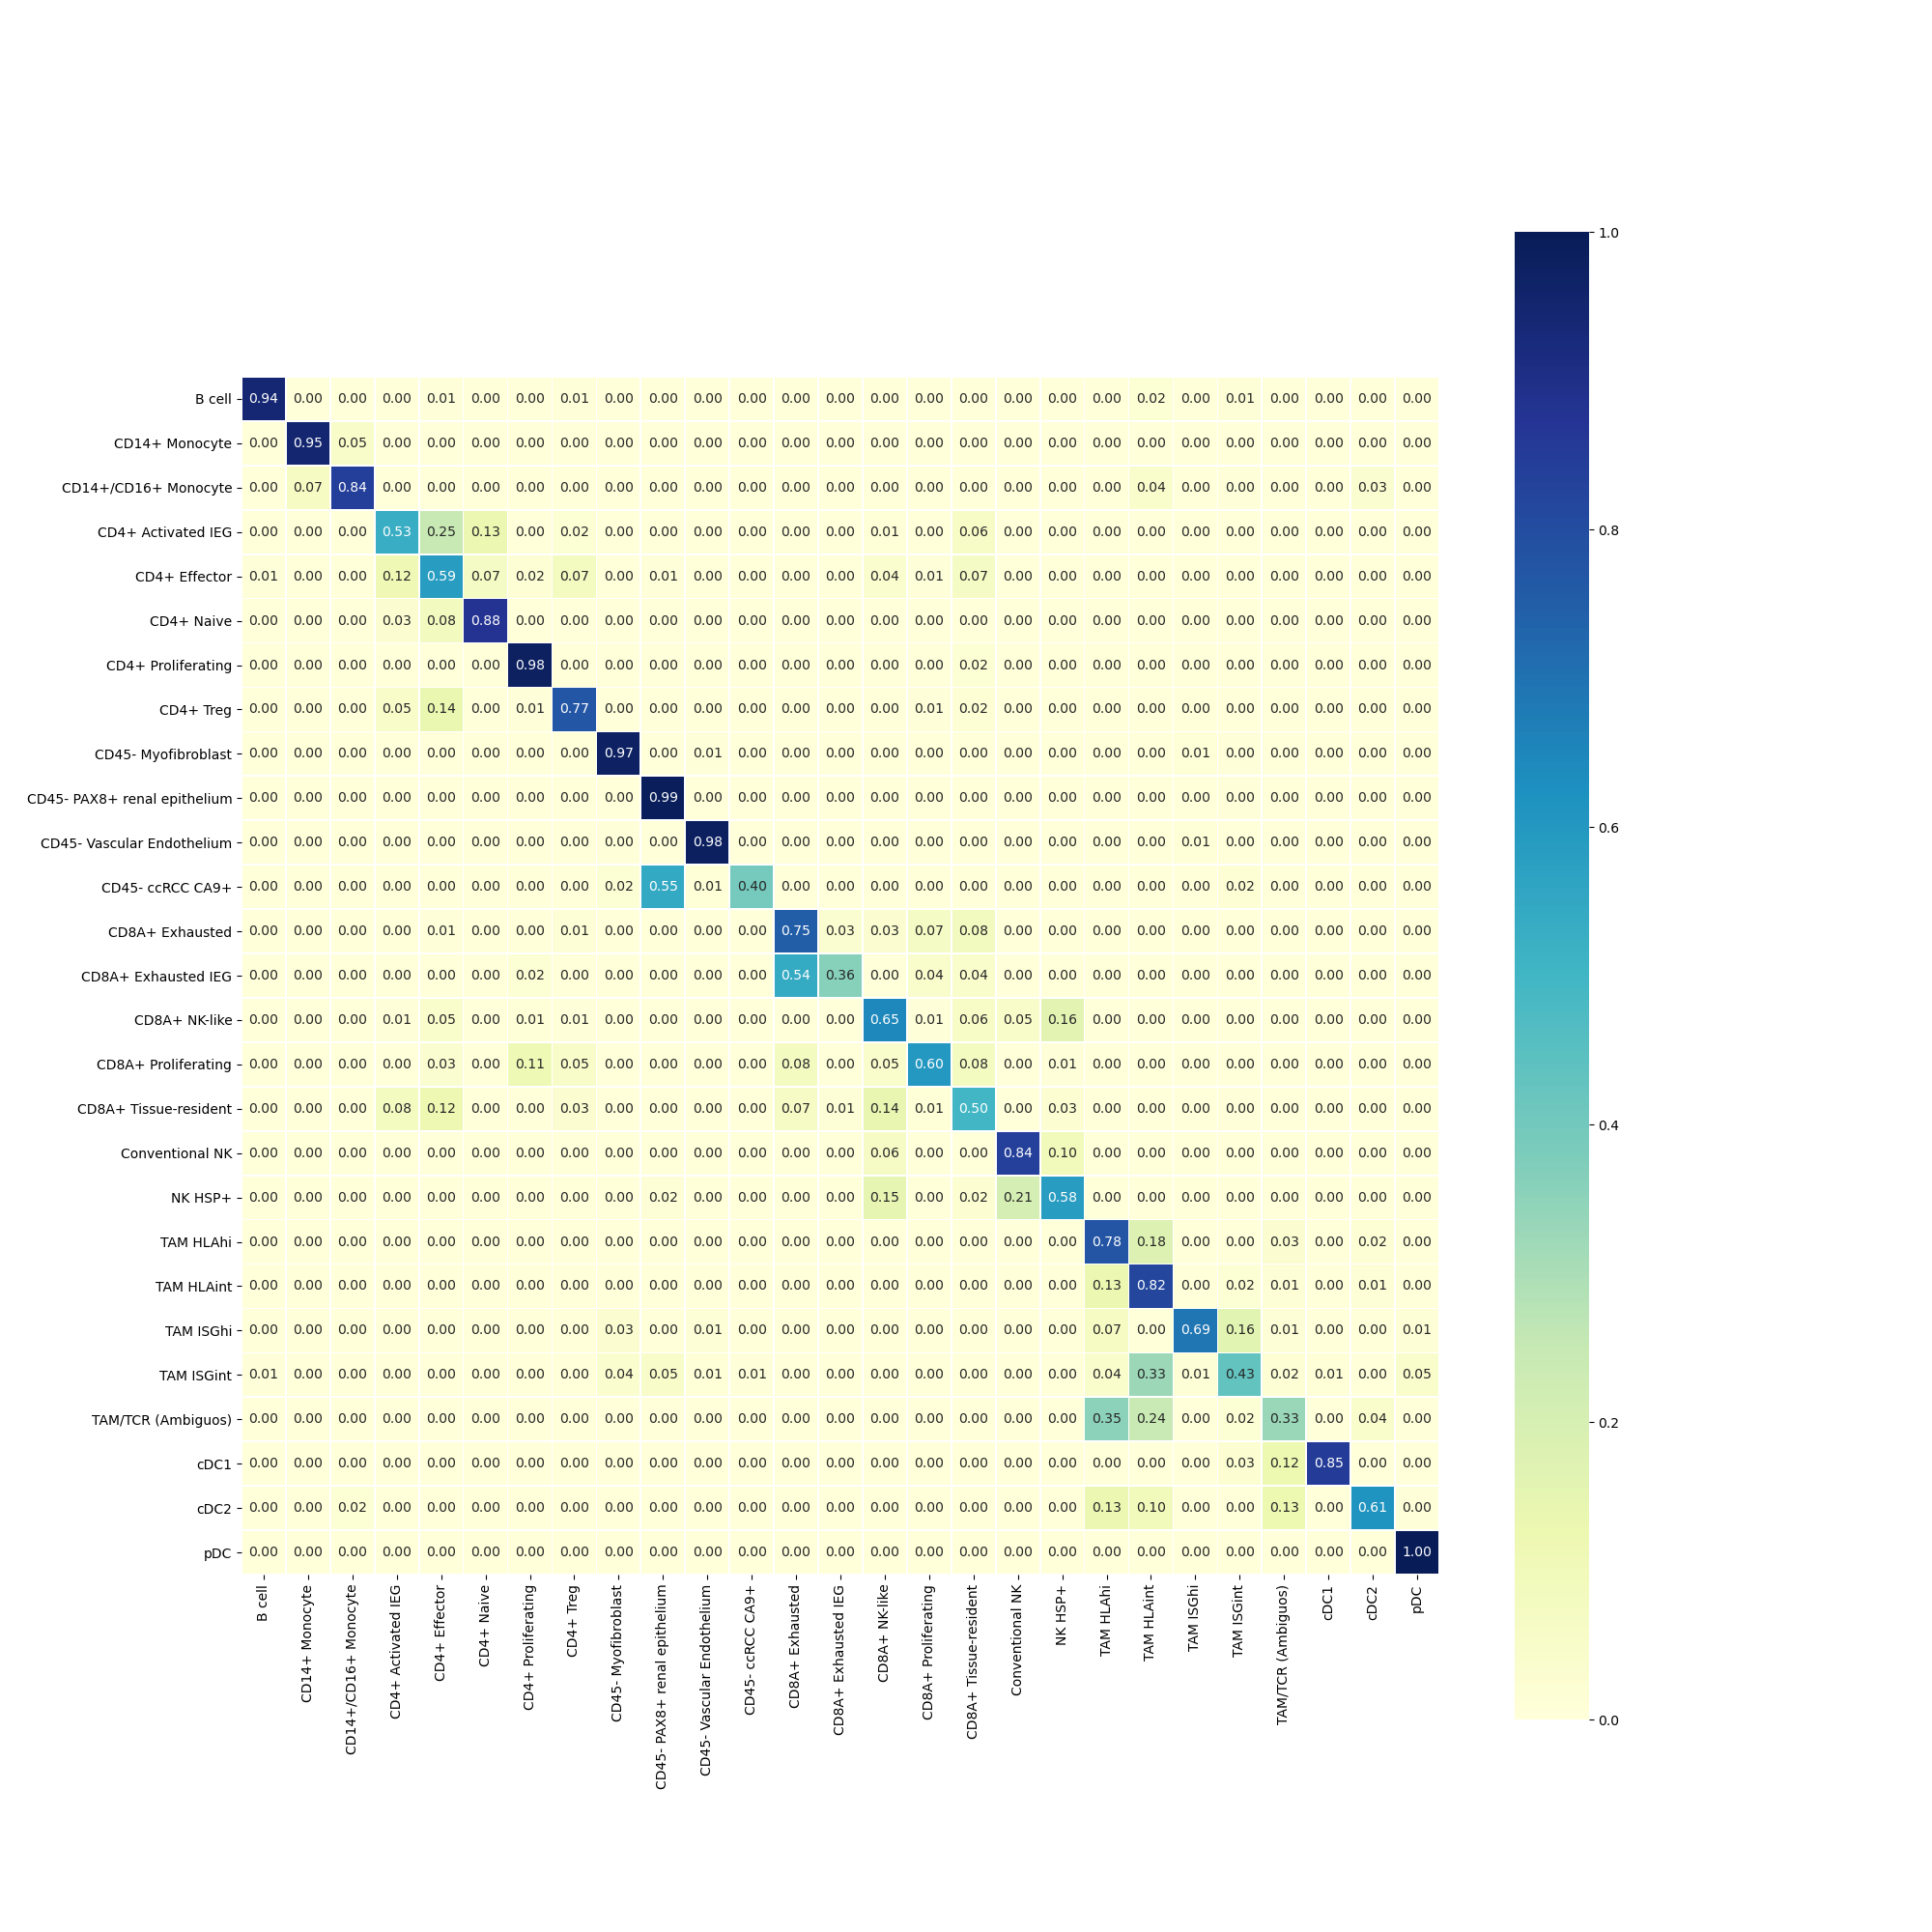 1.0
B cell 0.94 0.00 0.00 0.00 0.01 0.00 0.00 0.01 0.00 0.00 0.00 0.00 0.00 0.00 0.00 0.00 0.00 0.00 0.00 0.00 0.02 0.00 0.01 0.00 0.00 0.00 0.00
CD14+ Monocyte 0.00 0.95 0.05 0.00 0.00 0.00 0.00 0.00 0.00 0.00 0.00 0.00 0.00 0.00 0.00 0.00 0.00 0.00 0.00 0.00 0.00 0.00 0.00 0.00 0.00 0.00 0.00
CD14+/CD16+ Monocyte 0.00 0.07 0.84 0.00 0.00 0.00 0.00 0.00 0.00 0.00 0.00 0.00 0.00 0.00 0.00 0.00 0.00 0.00 0.00 0.00 0.04 0.00 0.00 0.00 0.00 0.03 0.00
CD4+ Activated IEG 0.00 0.00 0.00 0.53 0.25 0.13 0.00 0.02 0.00 0.00 0.00 0.00 0.00 0.00 0.01 0.00 0.06 0.00 0.00 0.00 0.00 0.00 0.00 0.00 0.00 0.00 0.00
0.8
CD4+ Effector 0.01 0.00 0.00 0.12 0.59 0.07 0.02 0.07 0.00 0.01 0.00 0.00 0.00 0.00 0.04 0.01 0.07 0.00 0.00 0.00 0.00 0.00 0.00 0.00 0.00 0.00 0.00
CD4+ Naive 0.00 0.00 0.00 0.03 0.08 0.88 0.00 0.00 0.00 0.00 0.00 0.00 0.00 0.00 0.00 0.00 0.00 0.00 0.00 0.00 0.00 0.00 0.00 0.00 0.00 0.00 0.00
CD4+ Proliferating 0.00 0.00 0.00 0.00 0.00 0.00 0.98 0.00 0.00 0.00 0.00 0.00 0.00 0.00 0.00 0.00 0.02 0.00 0.00 0.00 0.00 0.00 0.00 0.00 0.00 0.00 0.00
CD4+ Treg 0.00 0.00 0.00 0.05 0.14 0.00 0.01 0.77 0.00 0.00 0.00 0.00 0.00 0.00 0.00 0.01 0.02 0.00 0.00 0.00 0.00 0.00 0.00 0.00 0.00 0.00 0.00
CD45- Myofibroblast 0.00 0.00 0.00 0.00 0.00 0.00 0.00 0.00 0.97 0.00 0.01 0.00 0.00 0.00 0.00 0.00 0.00 0.00 0.00 0.00 0.00 0.01 0.00 0.00 0.00 0.00 0.00
CD45- PAX8+ renal epithelium 0.00 0.00 0.00 0.00 0.00 0.00 0.00 0.00 0.00 0.99 0.00 0.00 0.00 0.00 0.00 0.00 0.00 0.00 0.00 0.00 0.00 0.00 0.00 0.00 0.00 0.00 0.00
0.6
CD45- Vascular Endothelium 0.00 0.00 0.00 0.00 0.00 0.00 0.00 0.00 0.00 0.00 0.98 0.00 0.00 0.00 0.00 0.00 0.00 0.00 0.00 0.00 0.00 0.01 0.00 0.00 0.00 0.00 0.00
CD45- ccRCC CA9+ 0.00 0.00 0.00 0.00 0.00 0.00 0.00 0.00 0.02 0.55 0.01 0.40 0.00 0.00 0.00 0.00 0.00 0.00 0.00 0.00 0.00 0.00 0.02 0.00 0.00 0.00 0.00
CD8A+ Exhausted 0.00 0.00 0.00 0.00 0.01 0.00 0.00 0.01 0.00 0.00 0.00 0.00 0.75 0.03 0.03 0.07 0.08 0.00 0.00 0.00 0.00 0.00 0.00 0.00 0.00 0.00 0.00
CD8A+ Exhausted IEG 0.00 0.00 0.00 0.00 0.00 0.00 0.02 0.00 0.00 0.00 0.00 0.00 0.54 0.36 0.00 0.04 0.04 0.00 0.00 0.00 0.00 0.00 0.00 0.00 0.00 0.00 0.00
CD8A+ NK-like 0.00 0.00 0.00 0.01 0.05 0.00 0.01 0.01 0.00 0.00 0.00 0.00 0.00 0.00 0.65 0.01 0.06 0.05 0.16 0.00 0.00 0.00 0.00 0.00 0.00 0.00 0.00
CD8A+ Proliferating 0.00 0.00 0.00 0.00 0.03 0.00 0.11 0.05 0.00 0.00 0.00 0.00 0.08 0.00 0.05 0.60 0.08 0.00 0.01 0.00 0.00 0.00 0.00 0.00 0.00 0.00 0.00
CD8A+ Tissue-resident 0.00 0.00 0.00 0.08 0.12 0.00 0.00 0.03 0.00 0.00 0.00 0.00 0.07 0.01 0.14 0.01 0.50 0.00 0.03 0.00 0.00 0.00 0.00 0.00 0.00 0.00 0.00
0.4
Conventional NK 0.00 0.00 0.00 0.00 0.00 0.00 0.00 0.00 0.00 0.00 0.00 0.00 0.00 0.00 0.06 0.00 0.00 0.84 0.10 0.00 0.00 0.00 0.00 0.00 0.00 0.00 0.00
NK HSP+ 0.00 0.00 0.00 0.00 0.00 0.00 0.00 0.00 0.00 0.02 0.00 0.00 0.00 0.00 0.15 0.00 0.02 0.21 0.58 0.00 0.00 0.00 0.00 0.00 0.00 0.00 0.00
TAM HLAhi 0.00 0.00 0.00 0.00 0.00 0.00 0.00 0.00 0.00 0.00 0.00 0.00 0.00 0.00 0.00 0.00 0.00 0.00 0.00 0.78 0.18 0.00 0.00 0.03 0.00 0.02 0.00
TAM HLAint 0.00 0.00 0.00 0.00 0.00 0.00 0.00 0.00 0.00 0.00 0.00 0.00 0.00 0.00 0.00 0.00 0.00 0.00 0.00 0.13 0.82 0.00 0.02 0.01 0.00 0.01 0.00
TAM ISGhi 0.00 0.00 0.00 0.00 0.00 0.00 0.00 0.00 0.03 0.00 0.01 0.00 0.00 0.00 0.00 0.00 0.00 0.00 0.00 0.07 0.00 0.69 0.16 0.01 0.00 0.00 0.01
TAM ISGint 0.01 0.00 0.00 0.00 0.00 0.00 0.00 0.00 0.04 0.05 0.01 0.01 0.00 0.00 0.00 0.00 0.00 0.00 0.00 0.04 0.33 0.01 0.43 0.02 0.01 0.00 0.05
TAM/TCR (Ambiguos) 0.00 0.00 0.00 0.00 0.00 0.00 0.00 0.00 0.00 0.00 0.00 0.00 0.00 0.00 0.00 0.00 0.00 0.00 0.00 0.35 0.24 0.00 0.02 0.33 0.00 0.04 0.00
0.2
cDC1 0.00 0.00 0.00 0.00 0.00 0.00 0.00 0.00 0.00 0.00 0.00 0.00 0.00 0.00 0.00 0.00 0.00 0.00 0.00 0.00 0.00 0.00 0.03 0.12 0.85 0.00 0.00
cDC2 0.00 0.00 0.02 0.00 0.00 0.00 0.00 0.00 0.00 0.00 0.00 0.00 0.00 0.00 0.00 0.00 0.00 0.00 0.00 0.13 0.10 0.00 0.00 0.13 0.00 0.61 0.00
pDC 0.00 0.00 0.00 0.00 0.00 0.00 0.00 0.00 0.00 0.00 0.00 0.00 0.00 0.00 0.00 0.00 0.00 0.00 0.00 0.00 0.00 0.00 0.00 0.00 0.00 0.00 1.00
0.0
B cell
CD14+ Monocyte
CD14+/CD16+ Monocyte
CD4+ Activated IEG
CD4+ Effector
CD4+ Naive
CD4+ Proliferating
CD4+ Treg
CD45- Myofibroblast
CD45- PAX8+ renal epithelium
CD45- Vascular Endothelium
CD45- ccRCC CA9+
CD8A+ Exhausted
CD8A+ Exhausted IEG
CD8A+ NK-like
CD8A+ Proliferating
CD8A+ Tissue-resident
Conventional NK
NK HSP+
TAM HLAhi
TAM HLAint
TAM ISGhi
TAM ISGint
TAM/TCR (Ambiguos)
cDC1
cDC2
pDC